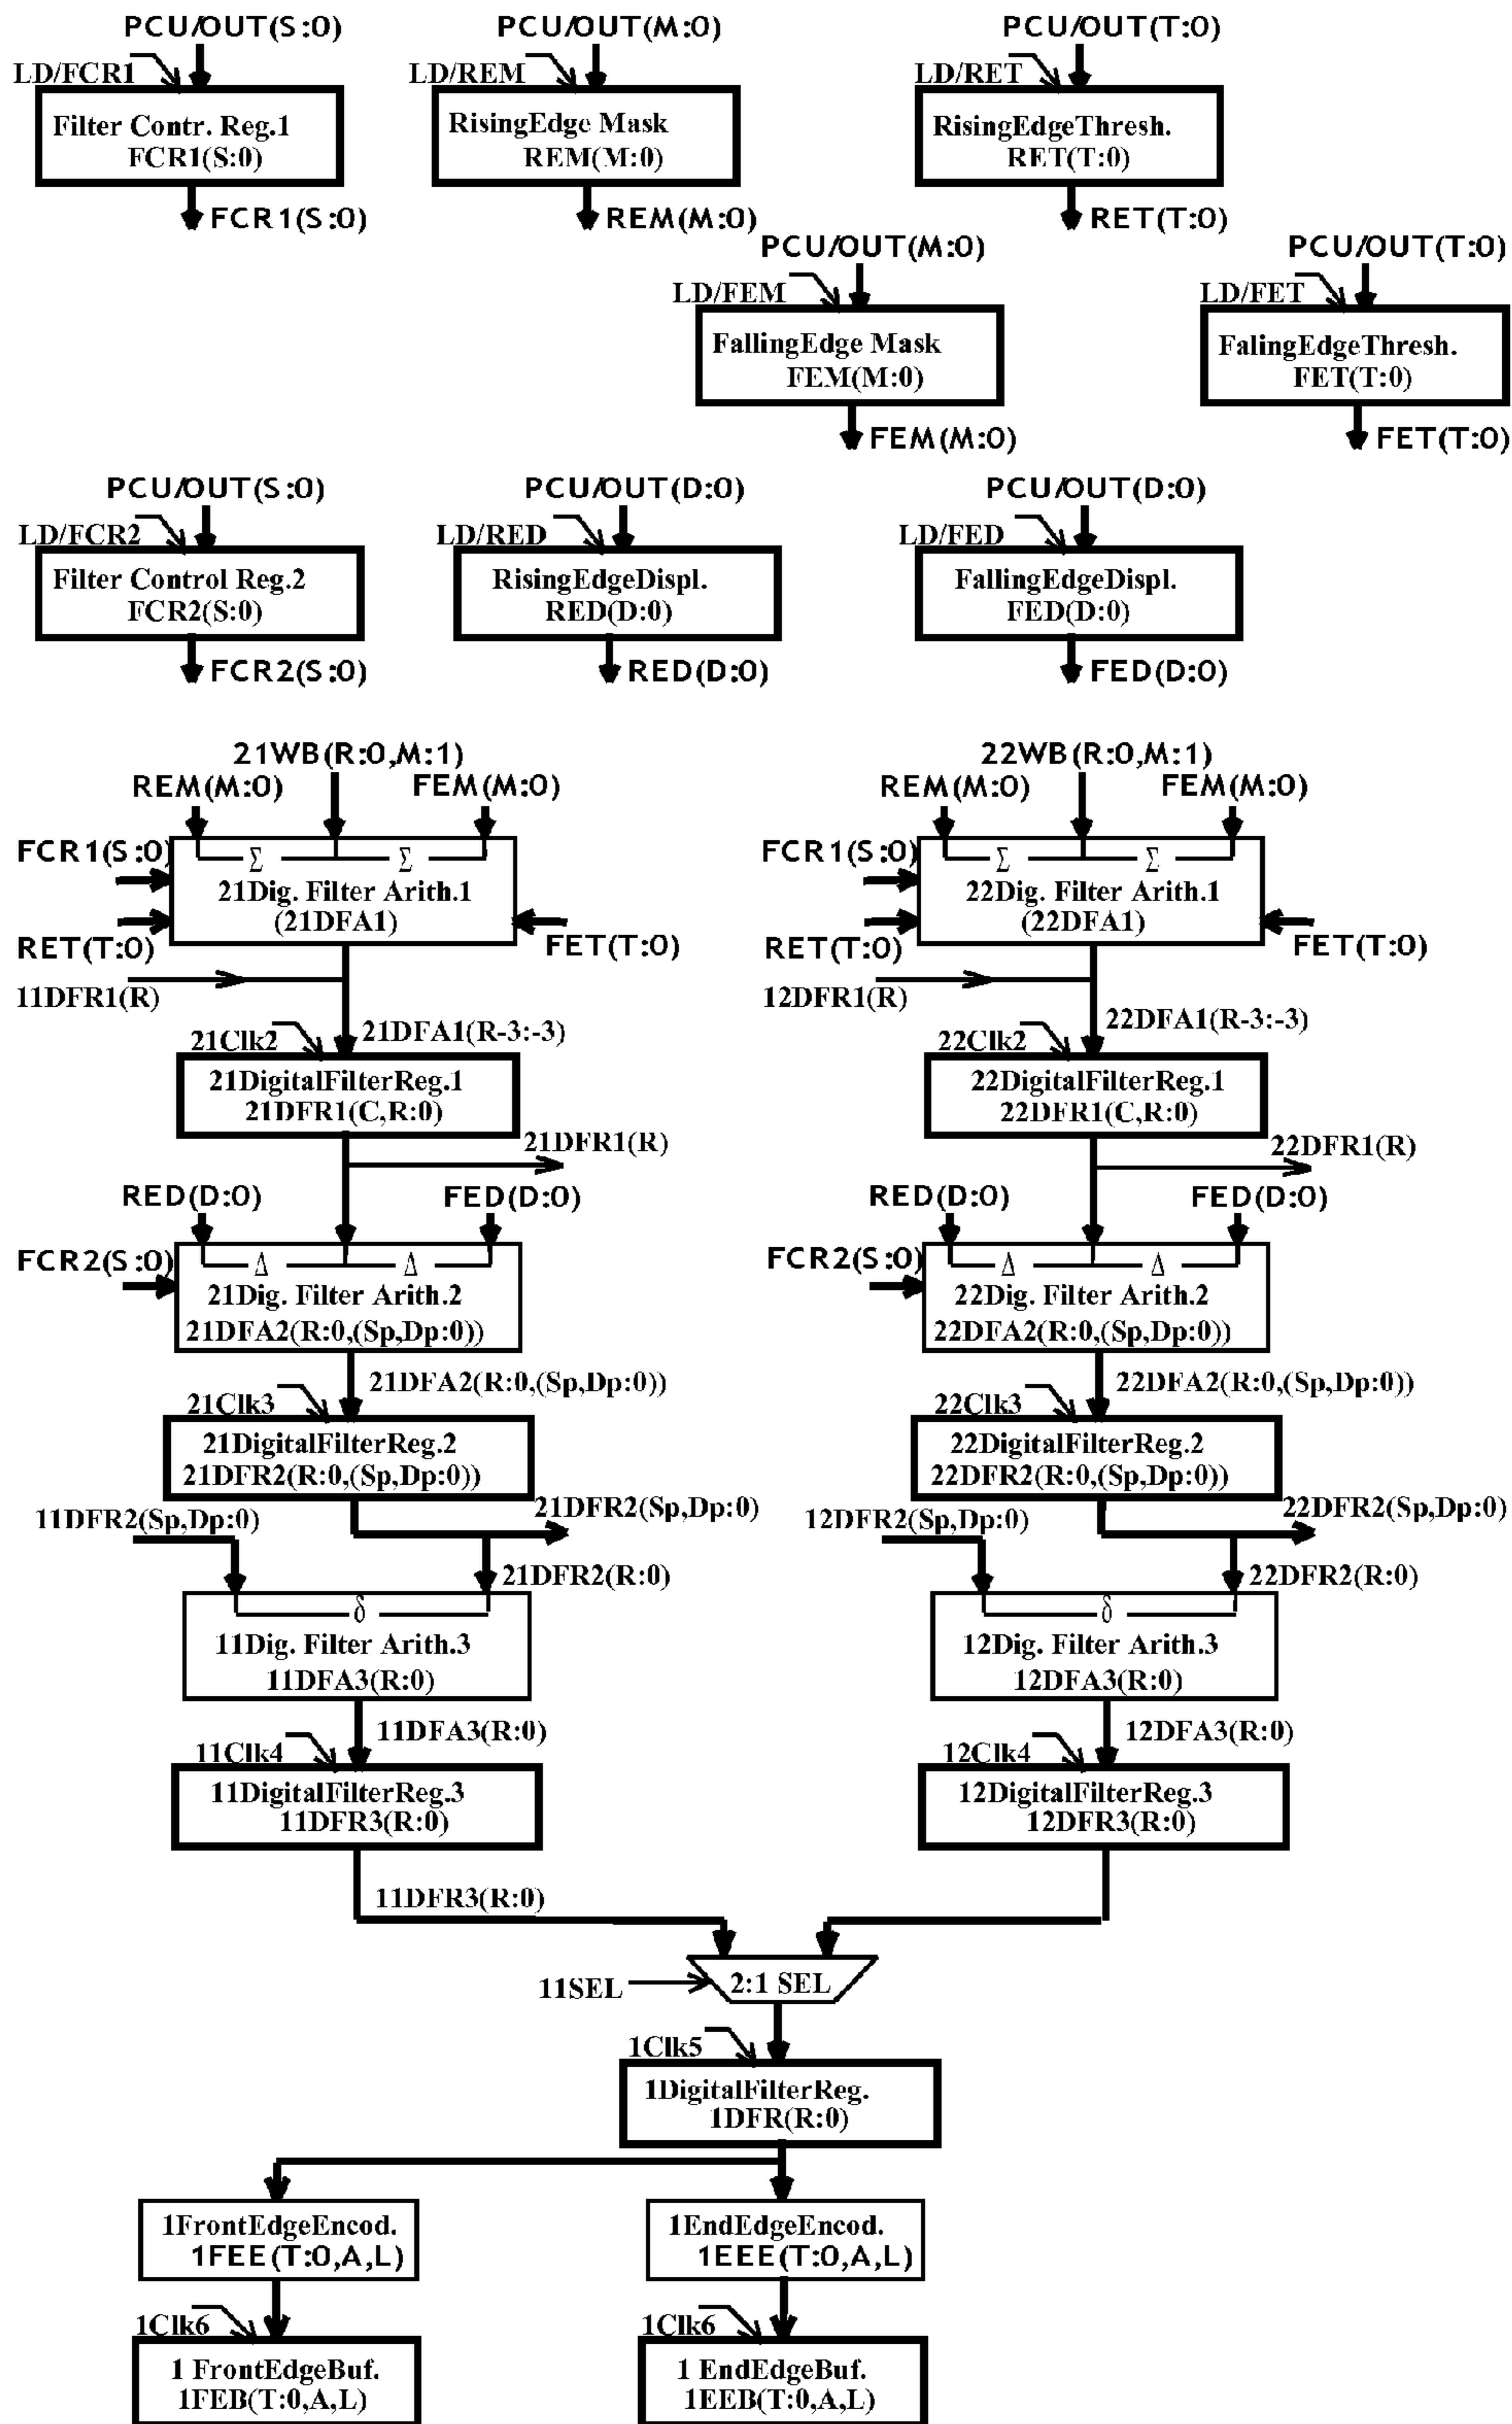 PCU/OUT(S:0) PCU/OUT(M:0) PCU/OUT(T:0)
LD/FCR1 LD/REM LD/RET
Filter Contr. Reg.1 RisingEdge Mask RisingEdgeThresh.
FCR1(S:0) REM(M:0) RET(T:0)
FCR1(S:0) REM(M:0) RET(T:0)
PCU/OUT(M:0) PCU/OUT(T:0)
LD/FEM LD/FET
FallingEdge Mask FalingEdgeThresh.
FEM(M:0) FET(T:0)
FEM(M:0) FET(T:0)
PCU/OUT(S:0) PCU/OUT(D:0) PCU/OUT(D:0)
LD/FCR2 LD/RED LD/FED
Filter Control Reg.2 RisingEdgeDispl. FallingEdgeDispl.
FCR2(S:0) RED(D:0) FED(D:0)
FCR2(S:0) RED(D:0) FED(D:0)
21WB(R:0,M:1) 22WB(R:0,M:1)
REM(M:0) FEM(M:0) REM(M:0) FEM(M:0)
FCR1(S:0) Σ Σ FCR1(S:0) Σ Σ
21Dig. Filter Arith.1 22Dig. Filter Arith.1
(21DFA1) (22DFA1)
RET(T:0) FET(T:0) RET(T:0) FET(T:0)
11DFR1(R) 12DFR1(R)
21Clk2 21DFA1(R-3:-3) 22Clk2 22DFA1(R-3:-3)
21DigitalFilterReg.1 22DigitalFilterReg.1
21DFR1(C,R:0) 22DFR1(C,R:0)
21DFR1(R) 22DFR1(R)
RED(D:0) FED(D:0) RED(D:0) FED(D:0)
FCR2(S:0) Δ Δ FCR2(S:0) Δ Δ
21Dig. Filter Arith.2 22Dig. Filter Arith.2
21DFA2(R:0,(Sp,Dp:0)) 22DFA2(R:0,(Sp,Dp:0))
21Clk3 21DFA2(R:0,(Sp,Dp:0)) 22Clk3 22DFA2(R:0,(Sp,Dp:0))
21DigitalFilterReg.2 22DigitalFilterReg.2
21DFR2(R:0,(Sp,Dp:0)) 22DFR2(R:0,(Sp,Dp:0))
11DFR2(Sp,Dp:0) 21DFR2(Sp,Dp:0) 12DFR2(Sp,Dp:0) 22DFR2(Sp,Dp:0)
21DFR2(R:0) 22DFR2(R:0)
δ δ
11Dig. Filter Arith.3 12Dig. Filter Arith.3
11DFA3(R:0) 12DFA3(R:0)
11Clk4 11DFA3(R:0) 12Clk4 12DFA3(R:0)
11DigitalFilterReg.3 12DigitalFilterReg.3
11DFR3(R:0) 12DFR3(R:0)
11DFR3(R:0)
11SEL 2:1 SEL
1Clk5
1DigitalFilterReg.
1DFR(R:0)
1FrontEdgeEncod. 1EndEdgeEncod.
1FEE(T:0,A,L) 1EEE(T:0,A,L)
1Clk6 1Clk6
1 FrontEdgeBuf. 1 EndEdgeBuf.
1FEB(T:0,A,L) 1EEB(T:0,A,L)